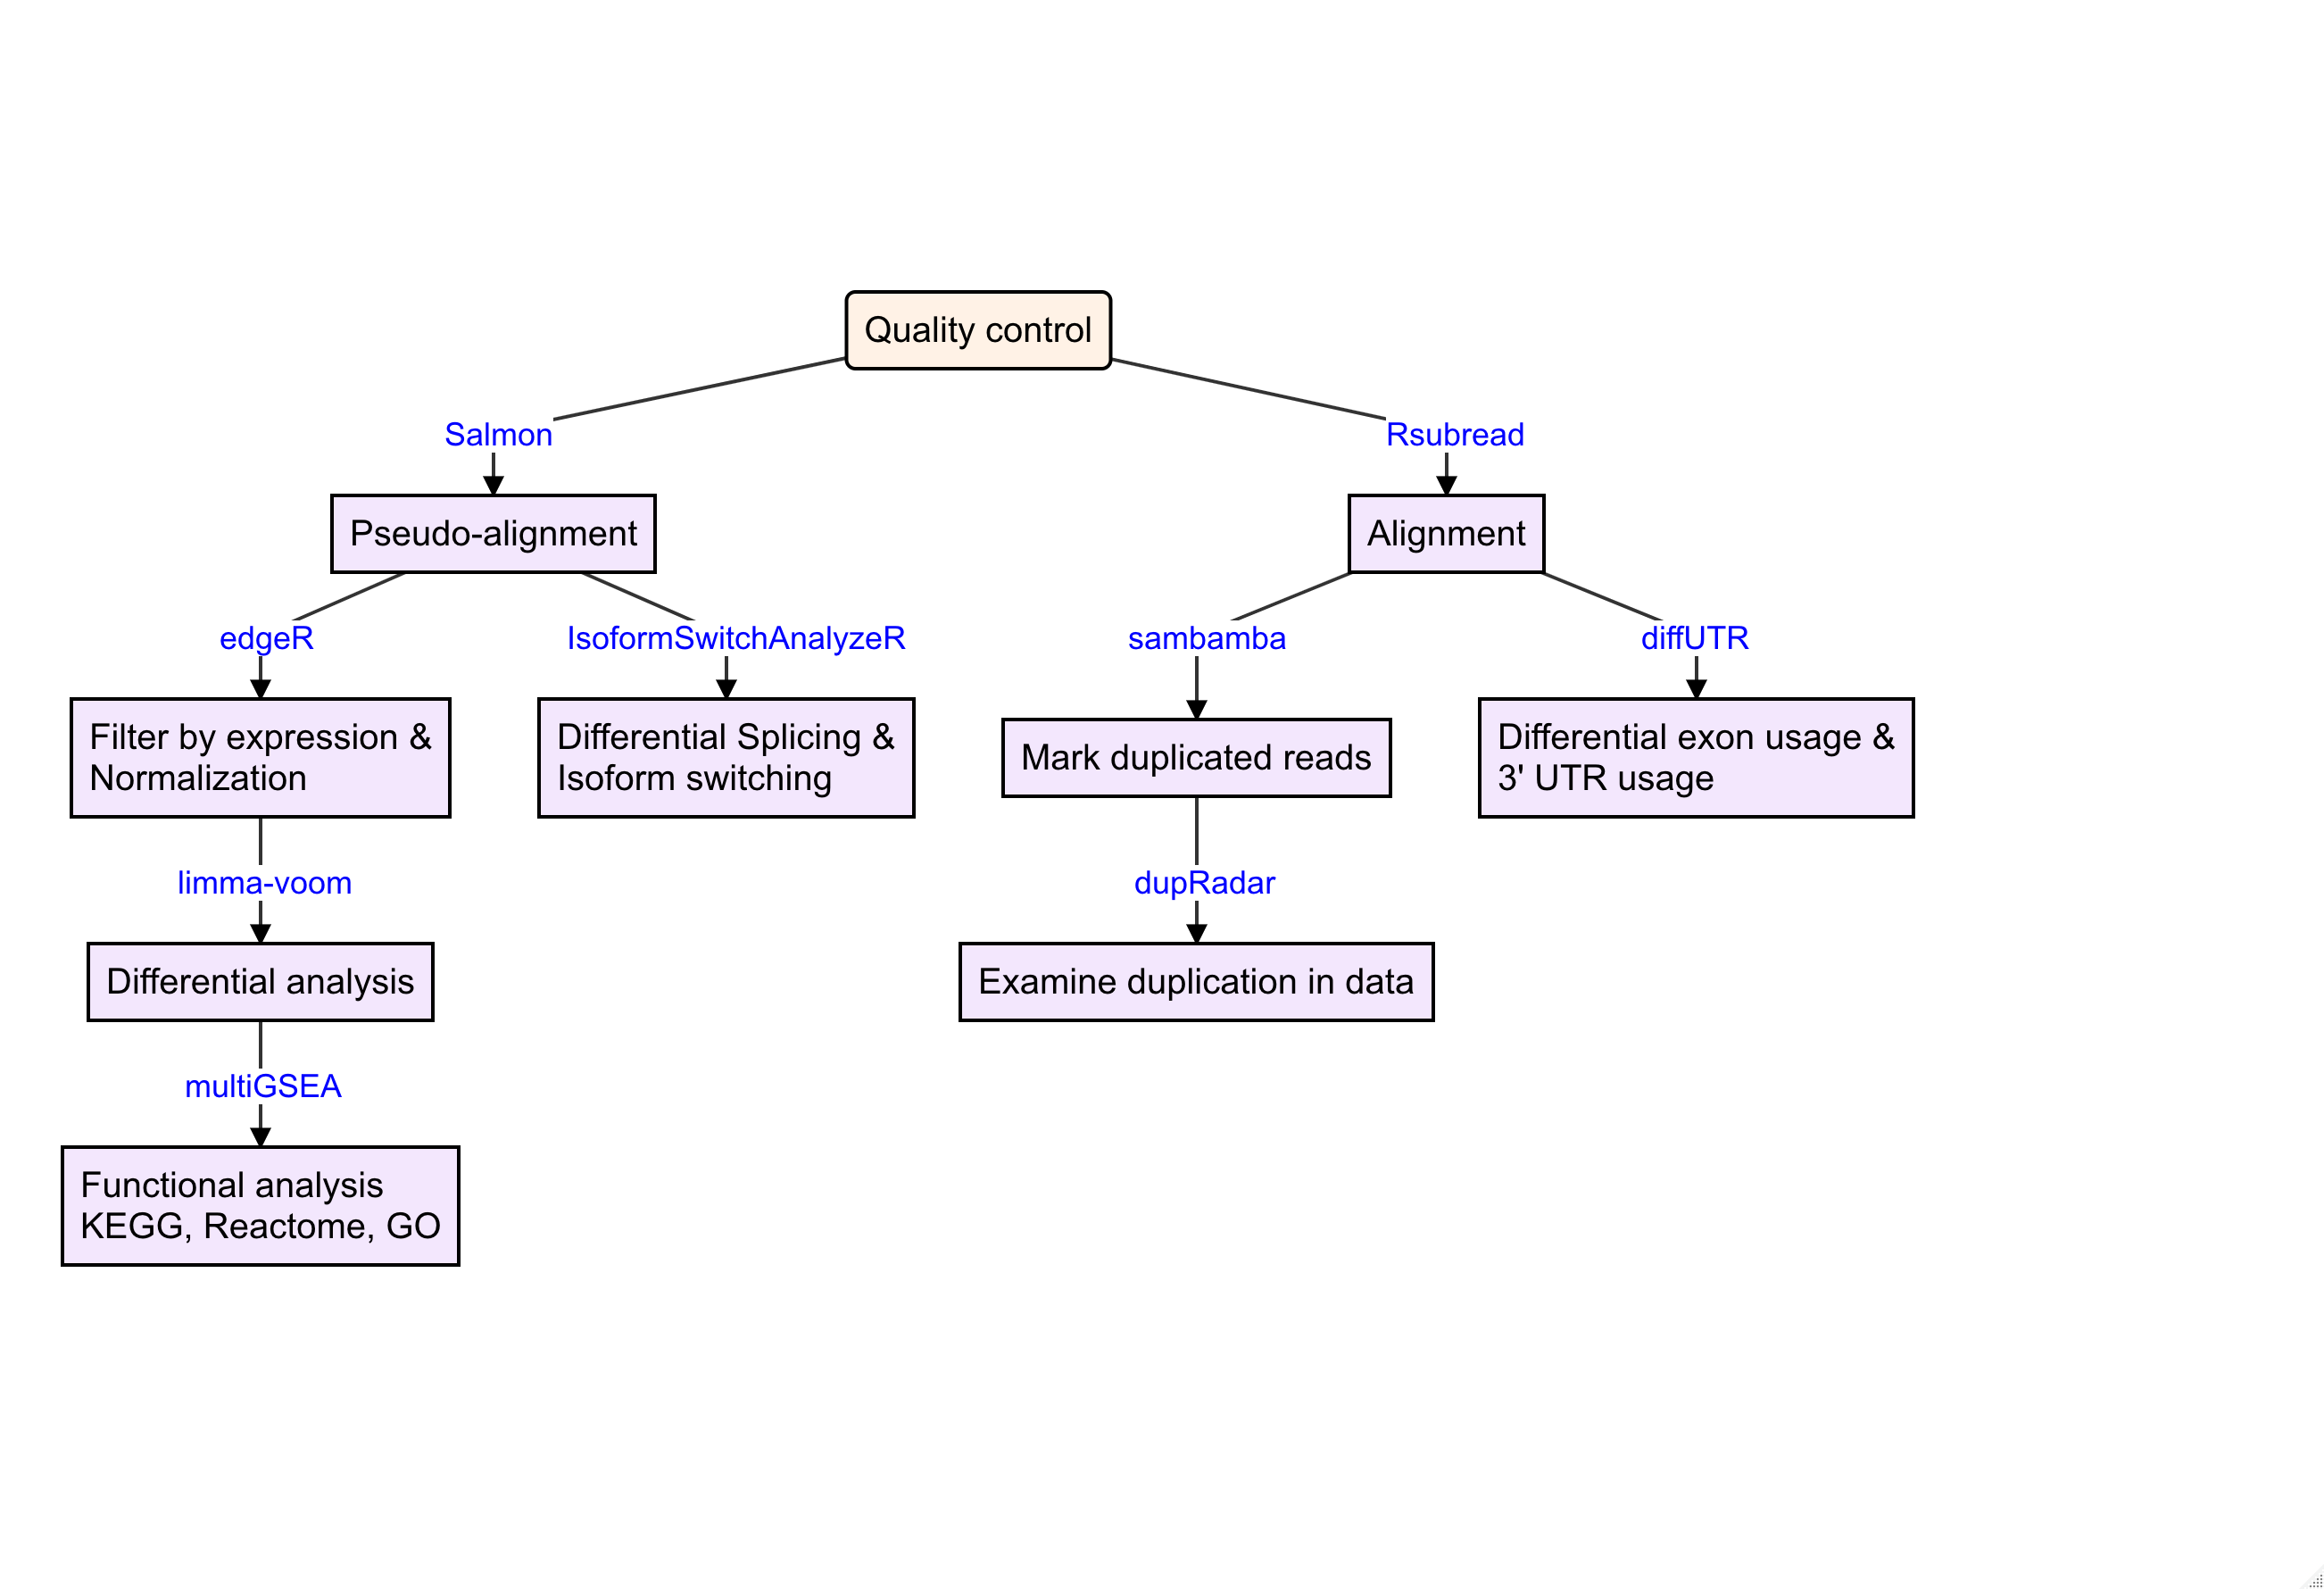 Quality control
Salmon
Rsubread
Pseudo-alignment
Alignment
edgeR
IsoformSwitchAnalyzeR
sambamba
diffUTR
Filter by expression &
Normalization
Differential Splicing &
Isoform switching
Mark duplicated reads
Differential exon usage &
3' UTR usage
limma-voom
dupRadar
Differential analysis
Examine duplication in data
multiGSEA
Functional analysis
KEGG, Reactome, GO